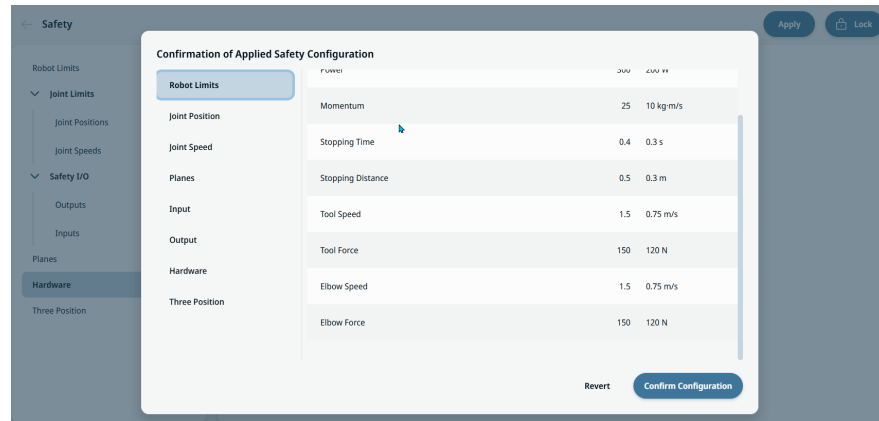 Safety
Apply
Lock
Robot Limits
Joint Limits
Joint Positions
Joint Speeds
Safety I/O
Outputs
Inputs
Planes
Hardware
Three Position
Confirmation of Applied Safety Configuration
Robot Limits
Joint Position
Joint Speed
Planes
Input
Output
Hardware
Three Position
Power 300 200 W
Momentum 25 10 kg·m/s
Stopping Time 0.4 0.3 s
Stopping Distance 0.5 0.3 m
Tool Speed 1.5 0.75 m/s
Tool Force 150 120 N
Elbow Speed 1.5 0.75 m/s
Elbow Force 150 120 N
Revert
Confirm Configuration